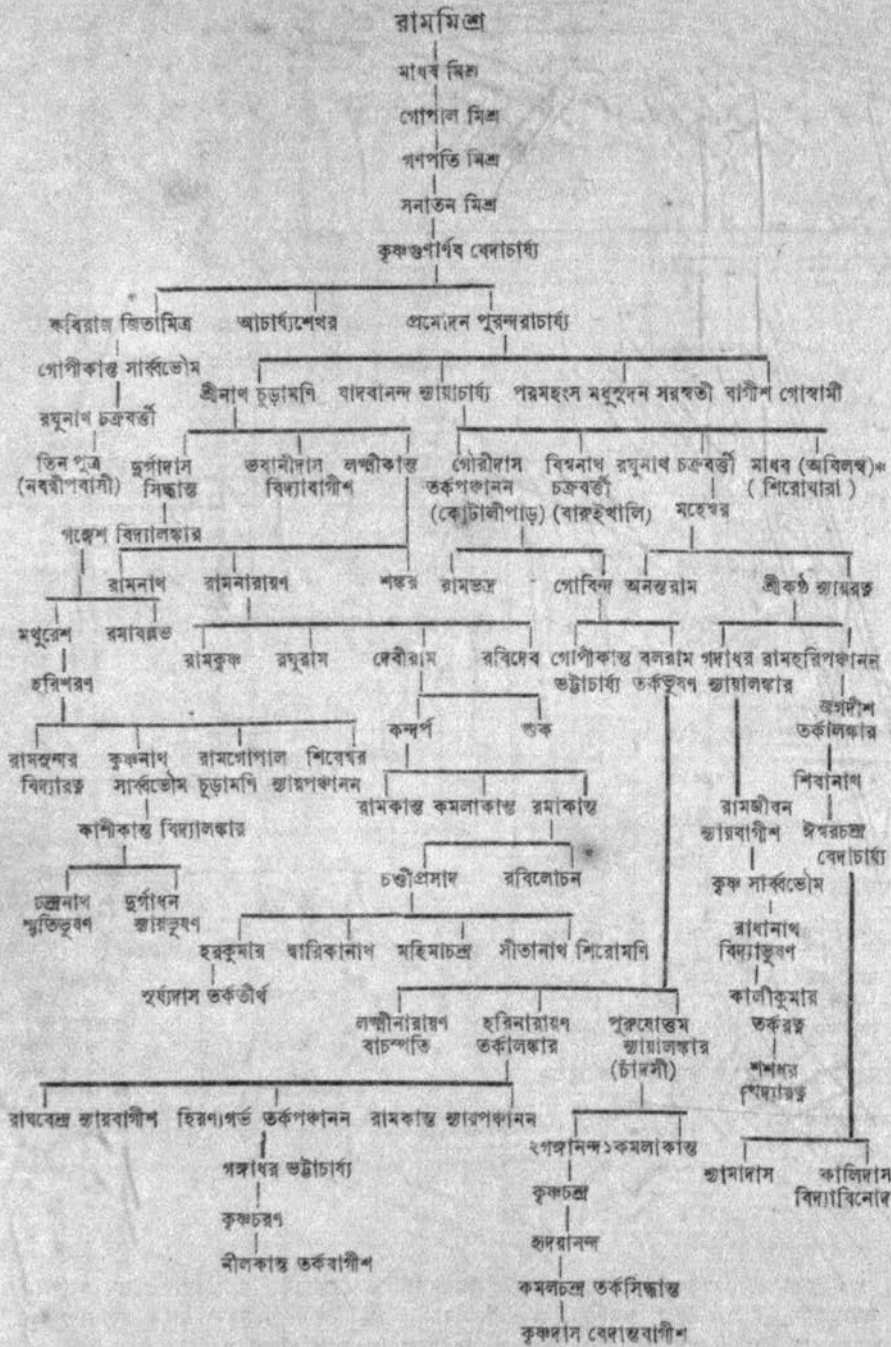 রামমিশ্র
মাধব মিশ্র
গোপাল মিশ্র
গণপতি মিশ্র
সনাতন মিশ্র
কৃষ্ণগুণার্ণব বেদাচার্য্য
কবিরাজ জিতামিত্র আচার্য্যশেখর প্রমোদন পুরন্দরাচার্য্য
গোপীকান্ত সার্ব্বভৌম
শ্রীনাথ চূড়ামণি যাদবানন্দ ন্যায়াচার্য্য পরমহংস মধুসূদন সরস্বতী বাগীশ গোস্বামী
রঘুনাথ চক্রবর্ত্তী
তিন পুত্র দুর্গাদাস ভবানীদাস লক্ষ্মীকান্ত গৌরীদাস বিশ্বনাথ রঘুনাথ চক্রবর্ত্তী মাধব (অবিলম্ব)*
(নবদ্বীপবাসী) সিদ্ধান্ত বিদ্যাবাগীশ তর্কপঞ্চানন চক্রবর্ত্তী (শিরোধারা)
(কোটালীপাড়) (বারুইখালি) মহেশ্বর
গঙ্গেশ বিদ্যালঙ্কার
রামনাথ রামনারায়ণ শঙ্কর রামভদ্র গোবিন্দ অনন্তরাম শ্রীকণ্ঠ ন্যায়রত্ন
মথুরেশ রমাবল্লভ
রামকৃষ্ণ রঘুরাম দেবীরাম রবিদেব গোপীকান্ত বলরাম গদাধর রামহরিপঞ্চানন
হরিশরণ ভট্টাচার্য্য তর্কভূষণ ন্যায়ালঙ্কার
জগদীশ
কন্দর্প শুক তর্কালঙ্কার
রামসুন্দর কৃষ্ণনাথ রামগোপাল শিবেশ্বর
বিদ্যারত্ন সার্ব্বভৌম চূড়ামণি ন্যায়পঞ্চানন শিবানাথ
রামকান্ত কমলাকান্ত রমাকান্ত রামজীবন
কাশীকান্ত বিদ্যালঙ্কার ন্যায়বাগীশ ঈশ্বরচন্দ্র
বেদাচার্য্য
চণ্ডীপ্রসাদ রবিলোচন কৃষ্ণ সার্ব্বভৌম
চন্দ্রনাথ দুর্গাধন
স্মৃতিভূষণ ন্যায়ভূষণ
রাধানাথ
হরকুমার দ্বারিকানাথ মহিমাচন্দ্র সীতানাথ শিরোমণি বিদ্যাভূষণ
সূর্য্যদাস তর্কতীর্থ কালীকুমার
লক্ষ্মীনারায়ণ হরিনারায়ণ পুরুষোত্তম তর্করত্ন
বাচস্পতি তর্কালঙ্কার ন্যায়ালঙ্কার
(চাঁদসী) শশধর
বিদ্যারত্ন
রাঘবেন্দ্র ন্যায়বাগীশ হিরণ্যগর্ভ তর্কপঞ্চানন রামকান্ত ন্যায়পঞ্চানন
২গঙ্গানন্দ১কমলাকান্ত
গঙ্গাধর ভট্টাচার্য্য শ্যামাদাস কালিদাস
কৃষ্ণচন্দ্র বিদ্যাবিনোদ
কৃষ্ণচরণ
হৃদয়ানন্দ
নীলকান্ত তর্কবাগীশ
কমলচন্দ্র তর্কসিদ্ধান্ত
কৃষ্ণদাস বেদান্তবাগীশ